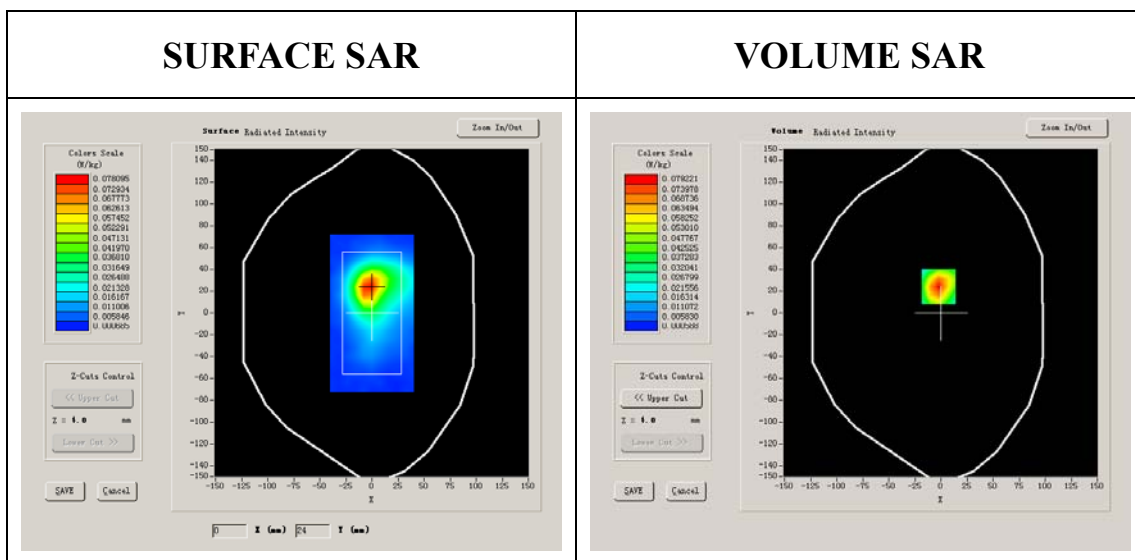 SURFACE SAR
VOLUME SAR
Surface Radiated Intensity
Zoom In/Out
Colors Scale
(W/kg)
0.078095
0.072934
0.067773
0.062613
0.057452
0.052291
0.047131
0.041970
0.036810
0.031649
0.026488
0.021328
0.016167
0.011006
0.005846
0.000685
150
140
120
100
80
60
40
20
0
-20
-40
-60
-80
-100
-120
-140
-150
Y
-150 -125 -100 -75 -50 -25 0 25 50 75 100 125 150
X
Z-Cuts Control
<< Upper Cut
Z = 4.0 mm
Lower Cut >>
SAVE Cancel
0 X (mm) 24 Y (mm)
Volume Radiated Intensity
Zoom In/Out
Colors Scale
(W/kg)
0.079221
0.073978
0.068736
0.063494
0.058252
0.053010
0.047767
0.042525
0.037283
0.032041
0.026799
0.021556
0.016314
0.011072
0.005830
0.000588
150
140
120
100
80
60
40
20
0
-20
-40
-60
-80
-100
-120
-140
-150
Y
-150 -125 -100 -75 -50 -25 0 25 50 75 100 125 150
X
Z-Cuts Control
<< Upper Cut
Z = 4.0 mm
Lower Cut >>
SAVE Cancel